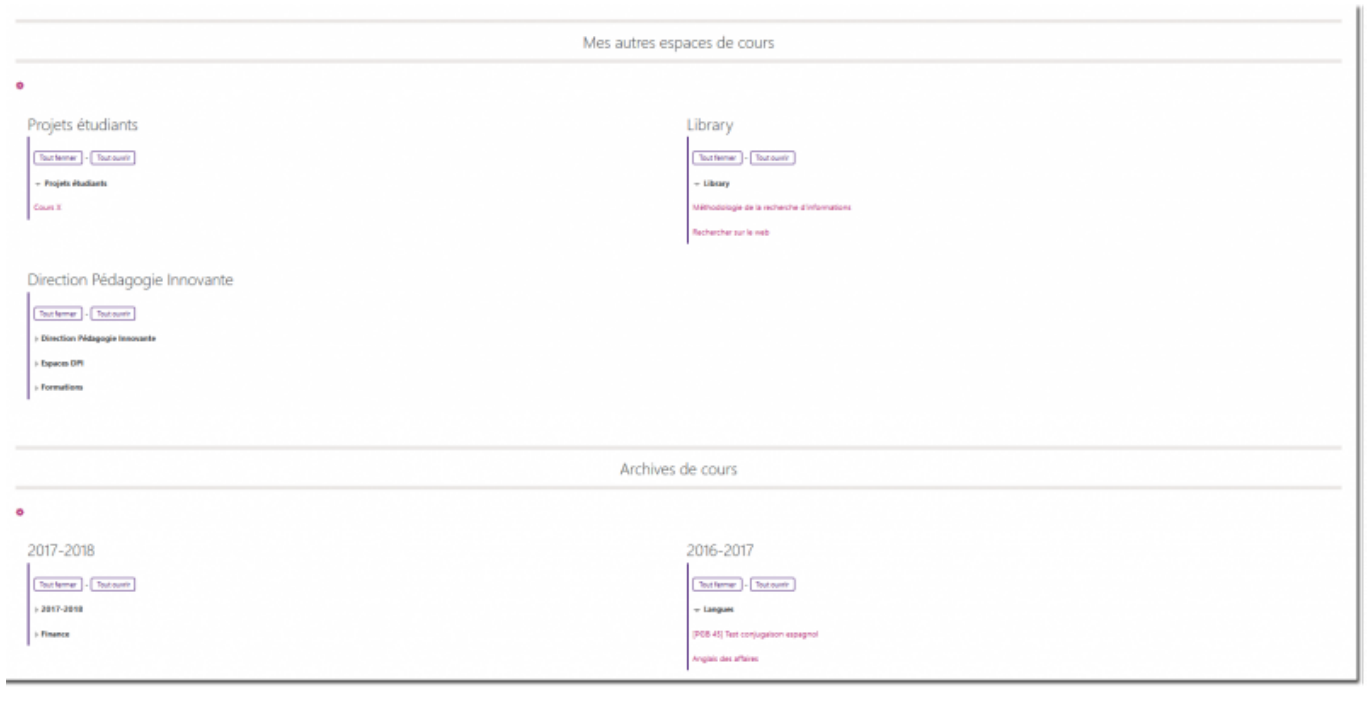 Mes autres espaces de cours
Projets étudiants
Tout fermer - Tout ouvrir
Projets étudiants
Cours X
Library
Tout fermer - Tout ouvrir
Library
Méthodologie de la recherche d'informations
Rechercher sur le web
Direction Pédagogie Innovante
Tout fermer - Tout ouvrir
Direction Pédagogie Innovante
Espaces DPI
Formations
Archives de cours
2017-2018
Tout fermer - Tout ouvrir
2017-2018
Finance
2016-2017
Tout fermer - Tout ouvrir
Langues
[PGB 45] Test conjugaison espagnol
Anglais des affaires